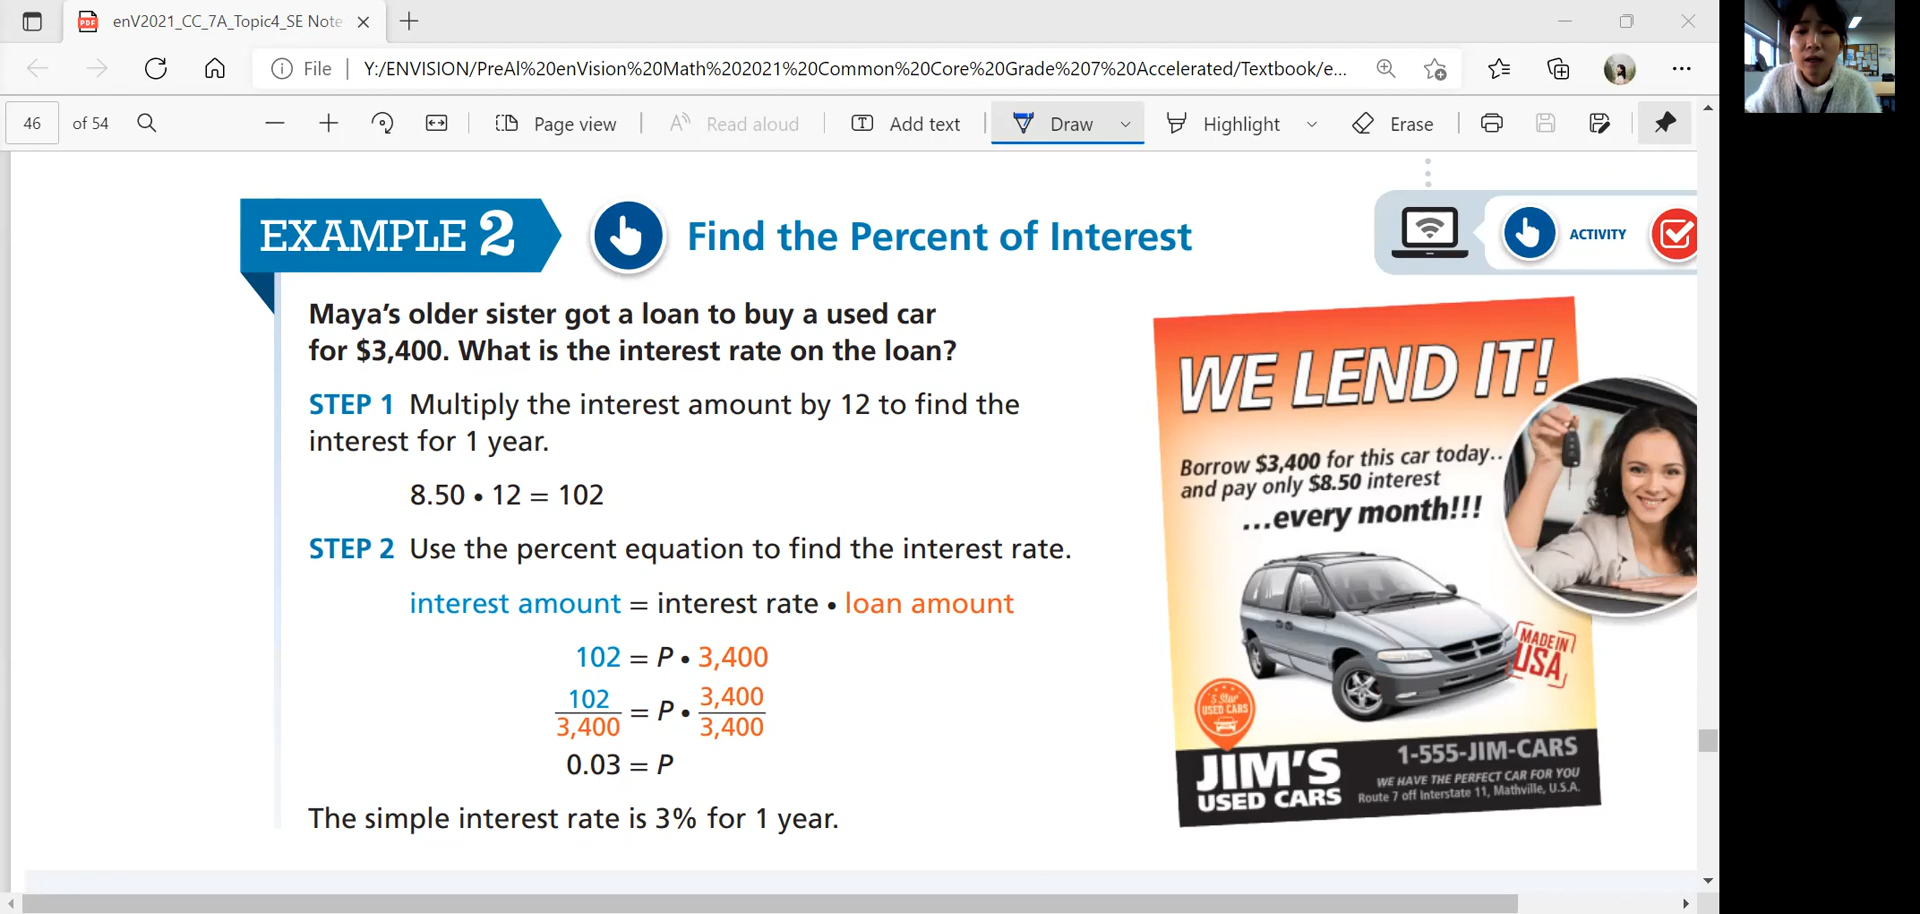 enV2021_CC_7A_Topic4_SE Note
File
Y:/ENVISION/PreAl%20enVision%20Math%202021%20Common%20Core%20Grade%207%20Accelerated/Textbook/e...
46 of 54
Page view
Read aloud
Add text
Draw
Highlight
Erase
EXAMPLE 2
Find the Percent of Interest
ACTIVITY
Maya's older sister got a loan to buy a used car
for $3,400. What is the interest rate on the loan?
STEP 1 Multiply the interest amount by 12 to find the
interest for 1 year.
8.50 • 12 = 102
STEP 2 Use the percent equation to find the interest rate.
interest amount = interest rate • loan amount
102 = P • 3,400
102/3,400 = P • 3,400/3,400
0.03 = P
The simple interest rate is 3% for 1 year.
WE LEND IT!
Borrow $3,400 for this car today..
and pay only $8.50 interest
...every month!!!
MADE IN
USA
5 Star
USED CARS
JIM'S
USED CARS
1-555-JIM-CARS
WE HAVE THE PERFECT CAR FOR YOU
Route 7 off Interstate 11, Mathville, U.S.A.